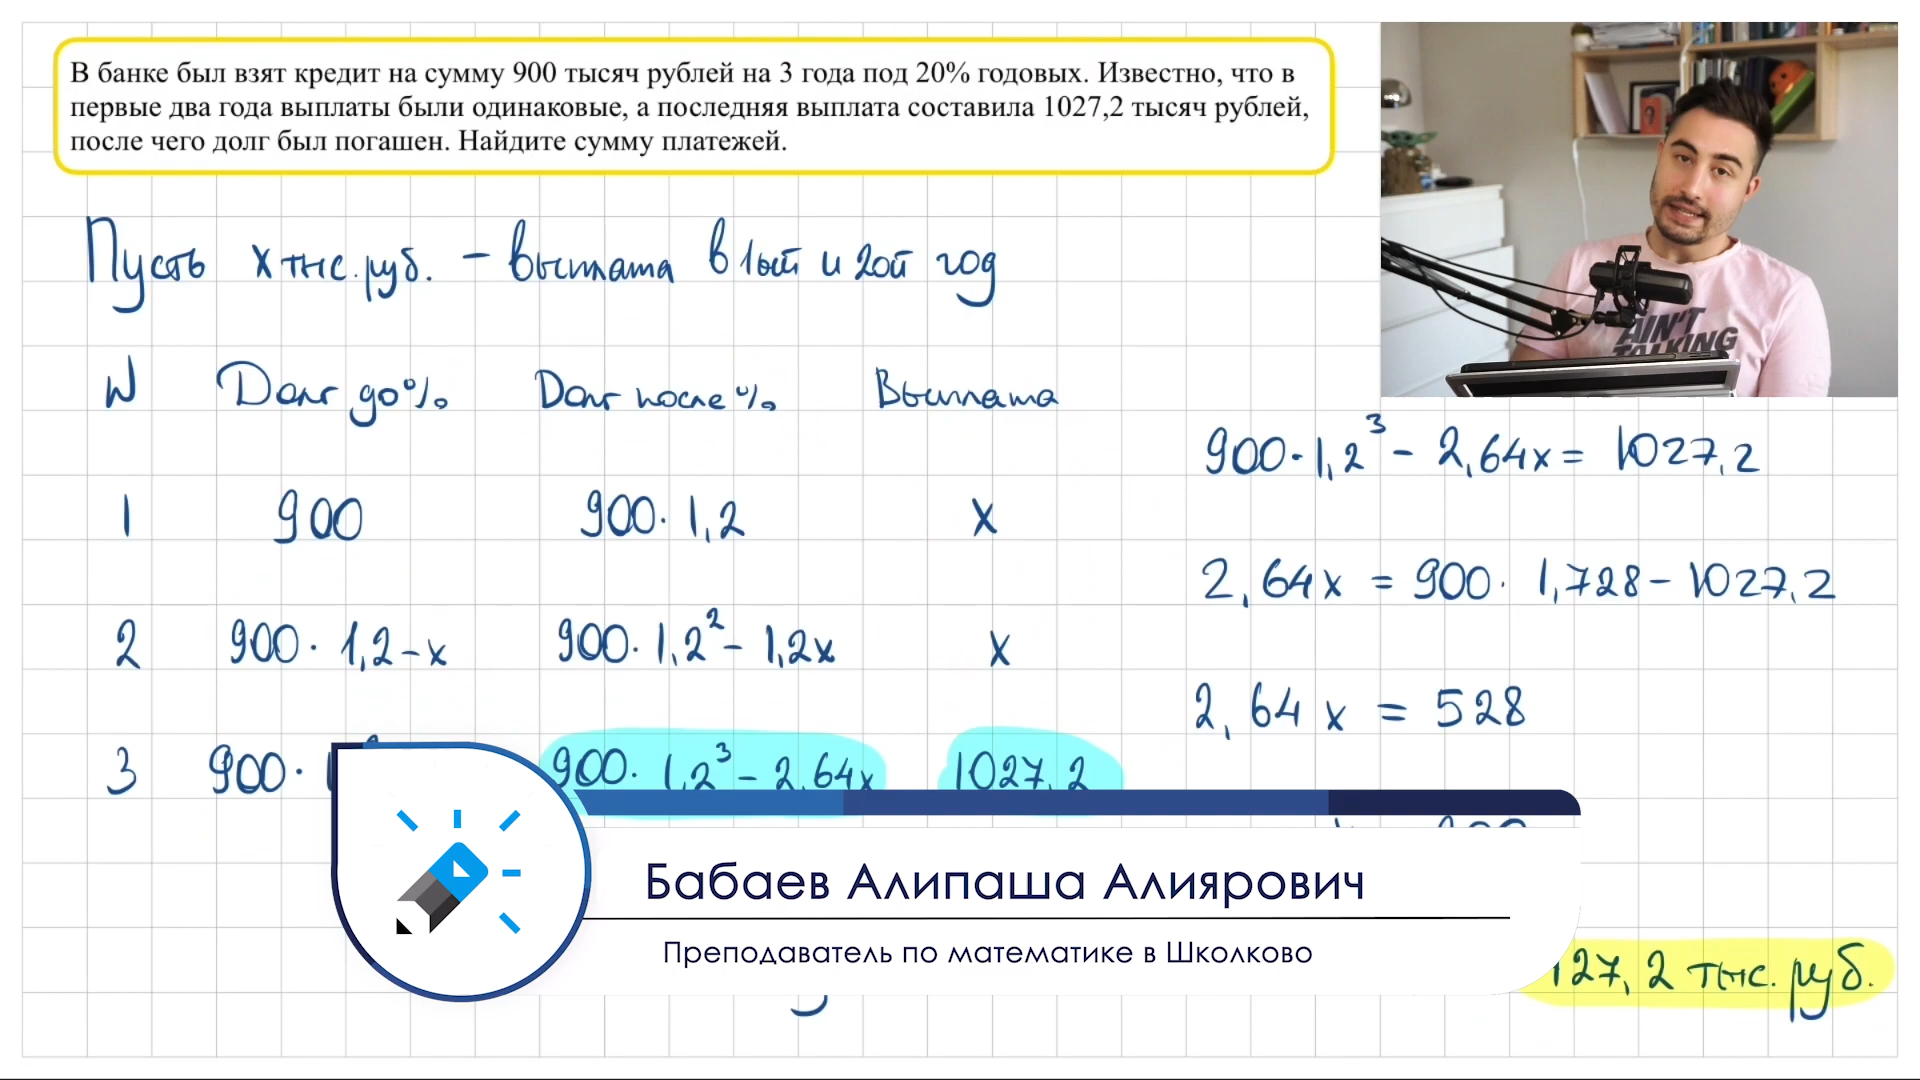 В банке был взят кредит на сумму 900 тысяч рублей на 3 года под 20% годовых. Известно, что в
первые два года выплаты были одинаковые, а последняя выплата составила 1027,2 тысяч рублей,
после чего долг был погашен. Найдите сумму платежей.
Пусть x тыс. руб. – выплата в 1ый и 2ой год
N Долг до % Долг после % Выплата
1 900 900· 1,2 x
2 900· 1,2-x 900· 1,2² - 1,2x x
3 900· 900· 1,2³ - 2,64x 1027,2
900·1,2³ - 2,64x = 1027,2
2,64x = 900· 1,728 - 1027,2
2,64x = 528
AIN'T
TALKING
Бабаев Алипаша Алиярович
Преподаватель по математике в Школково
127,2 тыс. руб.